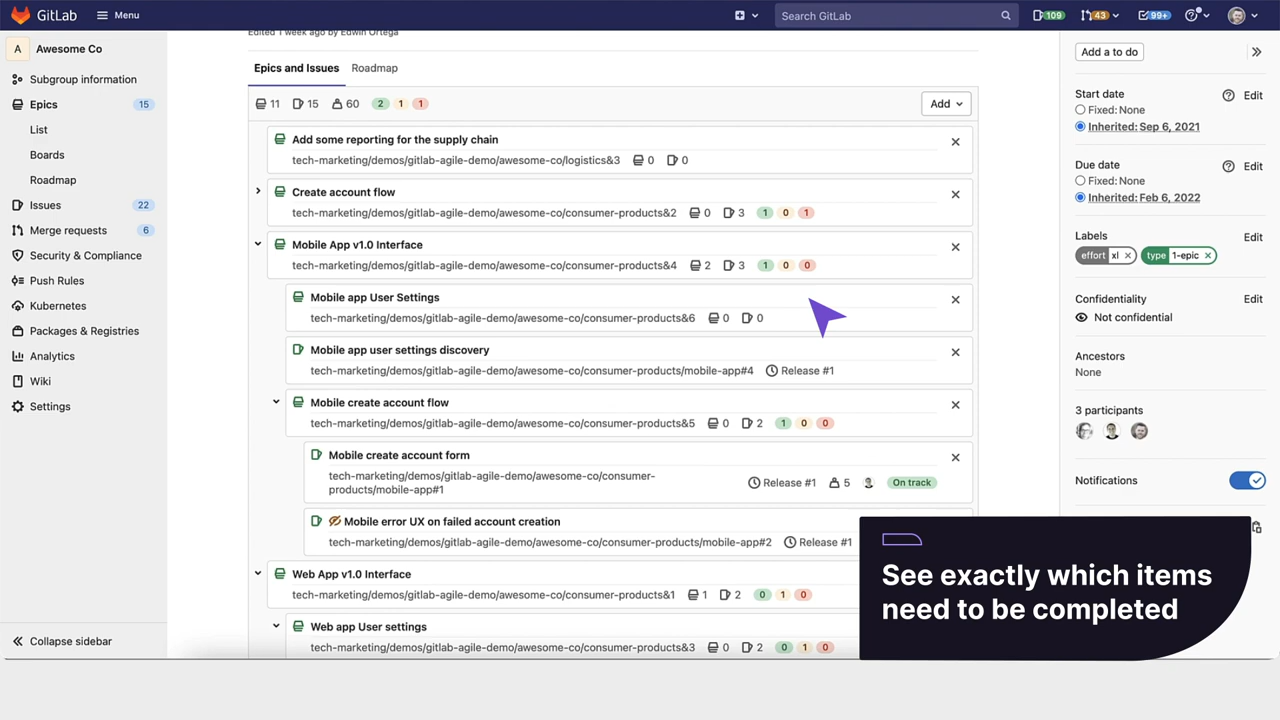 GitLab
Menu
Search GitLab
109
43
99+
A
Awesome Co
Subgroup information
Epics
15
List
Boards
Roadmap
Issues
22
Merge requests
6
Security & Compliance
Push Rules
Kubernetes
Packages & Registries
Analytics
Wiki
Settings
Collapse sidebar
Edited 1 week ago by Edwin Ortega
Epics and Issues
Roadmap
11 15 60 2 1 1
Add
Add some reporting for the supply chain
tech-marketing/demos/gitlab-agile-demo/awesome-co/logistics&3 0 0
Create account flow
tech-marketing/demos/gitlab-agile-demo/awesome-co/consumer-products&2 0 3 1 0 1
Mobile App v1.0 Interface
tech-marketing/demos/gitlab-agile-demo/awesome-co/consumer-products&4 2 3 1 0 0
Mobile app User Settings
tech-marketing/demos/gitlab-agile-demo/awesome-co/consumer-products&6 0 0
Mobile app user settings discovery
tech-marketing/demos/gitlab-agile-demo/awesome-co/consumer-products/mobile-app#4 Release #1
Mobile create account flow
tech-marketing/demos/gitlab-agile-demo/awesome-co/consumer-products&5 0 2 1 0 0
Mobile create account form
tech-marketing/demos/gitlab-agile-demo/awesome-co/consumer-
products/mobile-app#1
Release #1 5 On track
Mobile error UX on failed account creation
tech-marketing/demos/gitlab-agile-demo/awesome-co/consumer-products/mobile-app#2 Release #1
Web App v1.0 Interface
tech-marketing/demos/gitlab-agile-demo/awesome-co/consumer-products&1 1 2 0 1 0
Web app User settings
tech-marketing/demos/gitlab-agile-demo/awesome-co/consumer-products&3 0 2 0 1 0
Add a to do
Start date
Edit
Fixed: None
Inherited: Sep 6, 2021
Due date
Edit
Fixed: None
Inherited: Feb 6, 2022
Labels
Edit
effort xl
type 1-epic
Confidentiality
Edit
Not confidential
Ancestors
None
3 participants
Notifications
See exactly which items
need to be completed